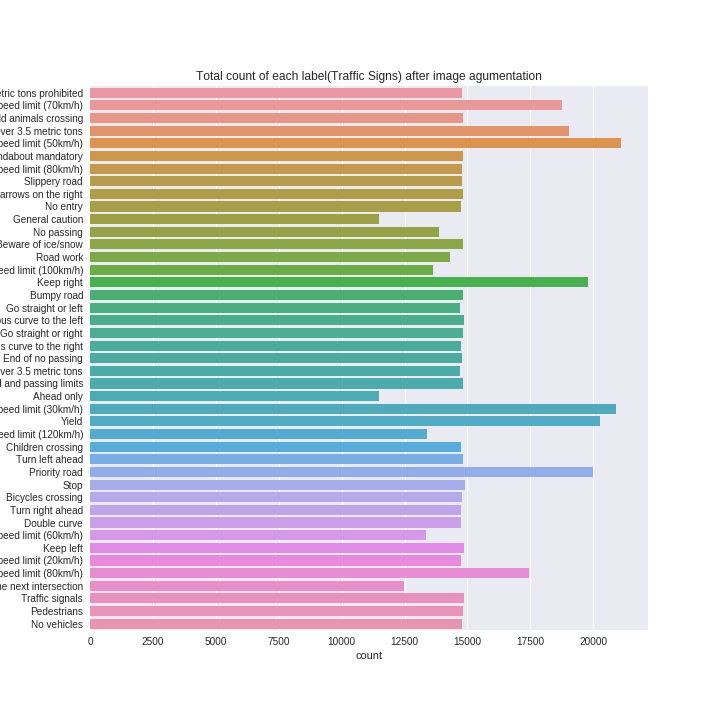 Total count of each label(Traffic Signs) after image agumentation
etric tons prohibited
peed limit (70km/h)
ld animals crossing
ver 3.5 metric tons
peed limit (50km/h)
ndabout mandatory
peed limit (80km/h)
Slippery road
arrows on the right
No entry
General caution
No passing
Beware of ice/snow
Road work
eed limit (100km/h)
Keep right
Bumpy road
Go straight or left
ous curve to the left
Go straight or right
s curve to the right
End of no passing
ver 3.5 metric tons
d and passing limits
Ahead only
peed limit (30km/h)
Yield
eed limit (120km/h)
Children crossing
Turn left ahead
Priority road
Stop
Bicycles crossing
Turn right ahead
Double curve
peed limit (60km/h)
Keep left
peed limit (20km/h)
peed limit (80km/h)
he next intersection
Traffic signals
Pedestrians
No vehicles
0 2500 5000 7500 10000 12500 15000 17500 20000
count